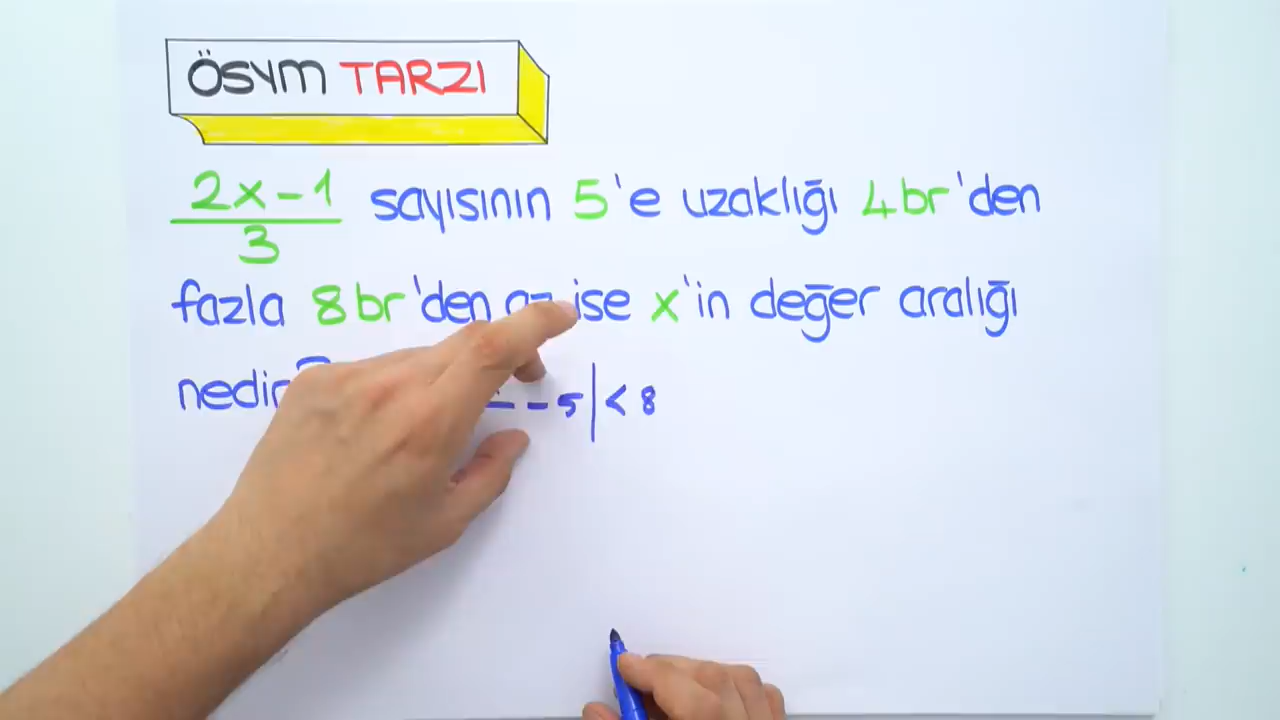 ÖSYM TARZI
2x-1
3
sayısının 5'e uzaklığı 4br'den
fazla 8br'den ise x'in değer aralığı
- 5| < 8